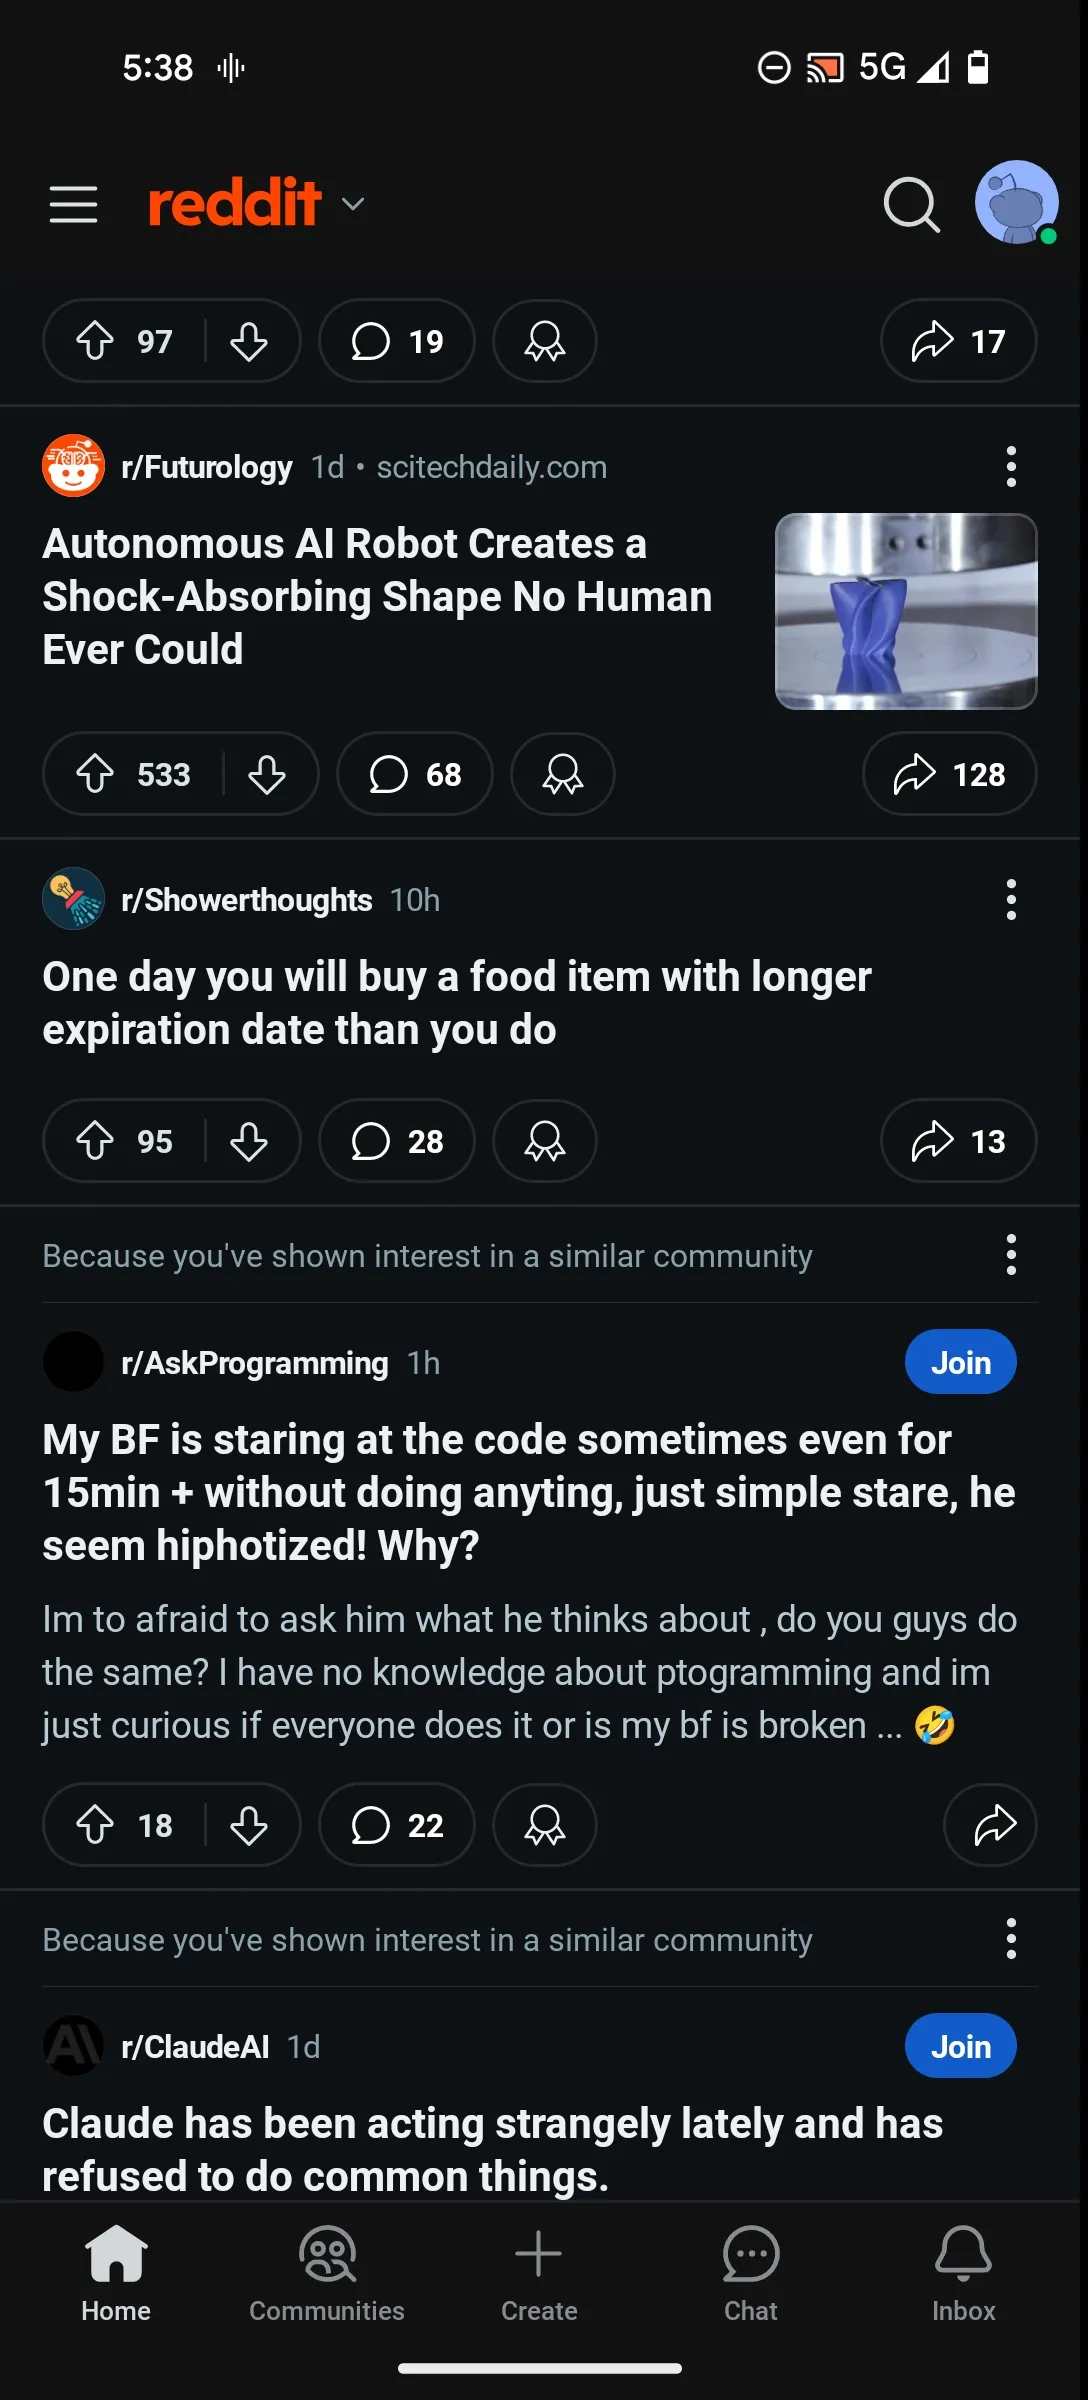 5:38
5G
reddit
97
19
17
r/Futurology 1d • scitechdaily.com
Autonomous AI Robot Creates a
Shock-Absorbing Shape No Human
Ever Could
533
68
128
r/Showerthoughts 10h
One day you will buy a food item with longer
expiration date than you do
95
28
13
Because you've shown interest in a similar community
r/AskProgramming 1h
Join
My BF is staring at the code sometimes even for
15min + without doing anyting, just simple stare, he
seem hiphotized! Why?
Im to afraid to ask him what he thinks about , do you guys do
the same? I have no knowledge about ptogramming and im
just curious if everyone does it or is my bf is broken ... 🤣
18
22
Because you've shown interest in a similar community
A\
r/ClaudeAI 1d
Join
Claude has been acting strangely lately and has
refused to do common things.
Home
Communities
Create
Chat
Inbox